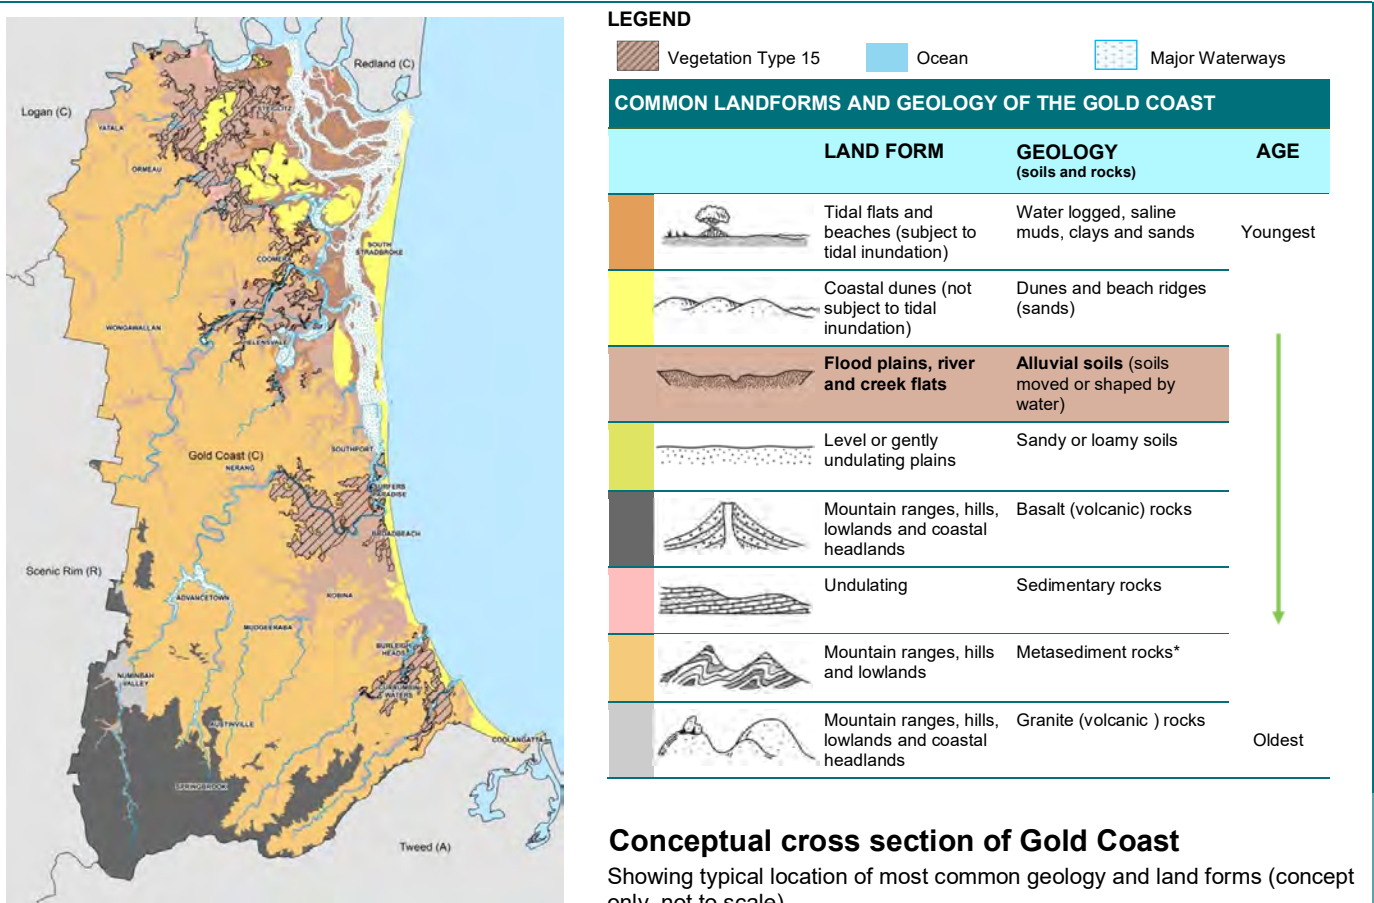 LEGEND
Vegetation Type 15
Ocean
Major Waterways
COMMON LANDFORMS AND GEOLOGY OF THE GOLD COAST
LAND FORM
GEOLOGY
(soils and rocks)
AGE
Tidal flats and
beaches (subject to
tidal inundation)
Water logged, saline
muds, clays and sands
Youngest
Coastal dunes (not
subject to tidal
inundation)
Dunes and beach ridges
(sands)
Flood plains, river
and creek flats
Alluvial soils (soils
moved or shaped by
water)
Level or gently
undulating plains
Sandy or loamy soils
Mountain ranges, hills,
lowlands and coastal
headlands
Basalt (volcanic) rocks
Undulating
Sedimentary rocks
Mountain ranges, hills
and lowlands
Metasediment rocks*
Mountain ranges, hills,
lowlands and coastal
headlands
Granite (volcanic ) rocks
Oldest
Conceptual cross section of Gold Coast
Showing typical location of most common geology and land forms (concept
only, not to scale)
Redland (C)
Logan (C)
STEIGLITZ
YATALA
ORMEAU
SOUTH
STRADBROKE
COOMERA
WONGAWALLAN
HELENSVALE
SOUTHPORT
Gold Coast (C)
NERANG
SURFERS
PARADISE
BROADBEACH
Scenic Rim (R)
ADVANCETOWN
ROBINA
MUDGEERABA
BURLEIGH
HEADS
NUMINBAH
VALLEY
CURRUMBIN
WATERS
AUSTINVILLE
COOLANGATTA
SPRINGBROOK
Tweed (A)